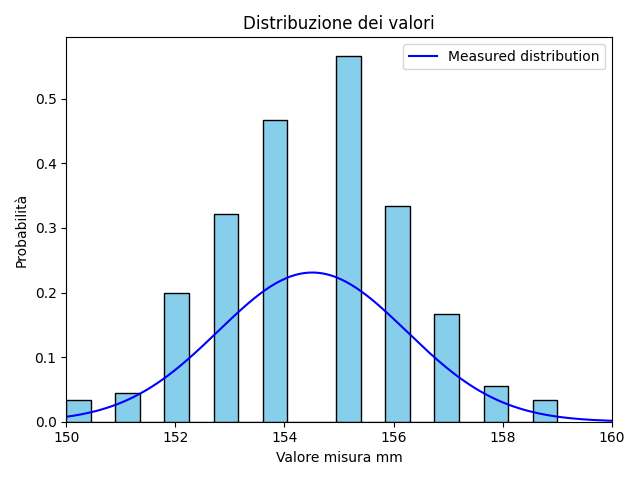 Distribuzione dei valori
Measured distribution
Probabilità
0.5
0.4
0.3
0.2
0.1
0.0
150 152 154 156 158 160
Valore misura mm